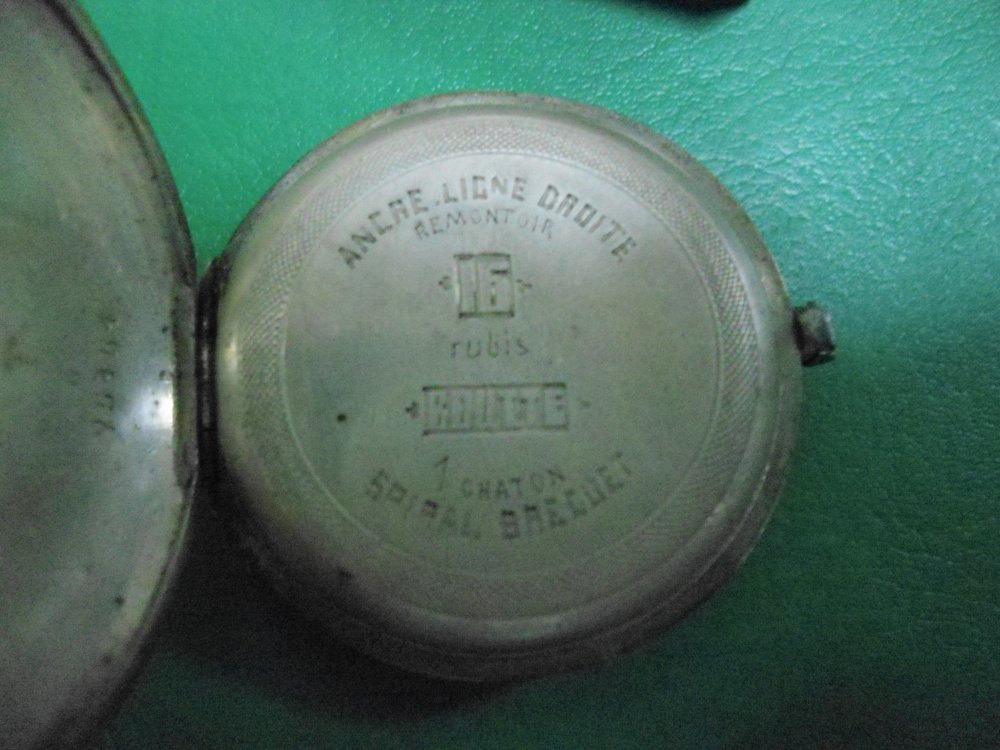 ANCRE.LIGNE DROITE
REMONTOIR
16
rubis
1 CHATON
SPIRAL BREGUET